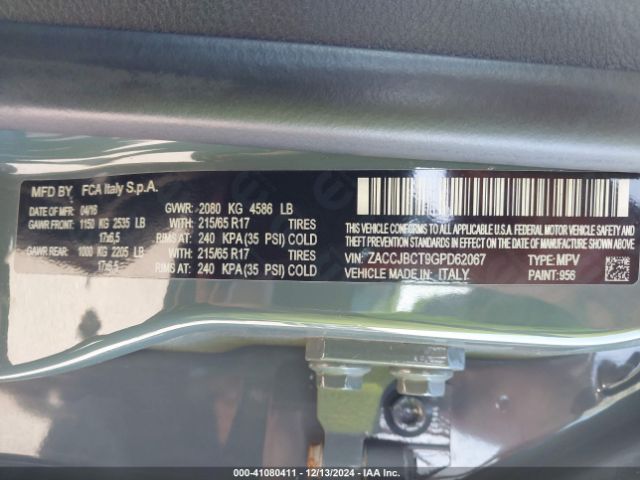 MFD BY FCA Italy S.p.A.
DATE OF MFR: 04/16 GVWR: 2080 KG 4586 LB
GAWR FRONT: 1150 KG 2535 LB WITH: 215/65 R17 TIRES
17x6,5 RIMS AT: 240 KPA (35 PSI) COLD
GAWR REAR: 1000 KG 2205 LB WITH: 215/65 R17 TIRES
17x6,5 RIMS AT: 240 KPA (35 PSI) COLD
THIS VEHICLE CONFORMS TO ALL APPLICABLE U.S.A. FEDERAL MOTOR VEHICLE
SAFETY, BUMPER, AND THEFT PREVENTION STANDARDS IN EFFECT ON THE DATE OF MANUFACTURE SHOWN ABOVE.
VIN: ZACCJBCT9GPD62067 TYPE: MPV
VEHICLE MADE IN: ITALY PAINT: 956
000-41080411 | 12/13/2024 | IAA Inc.